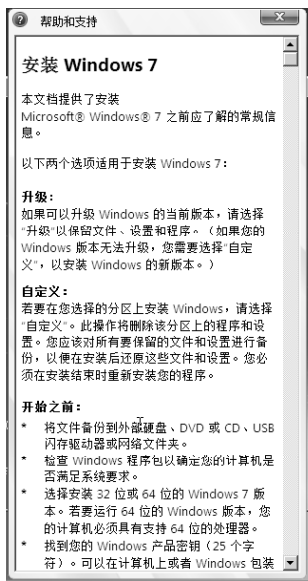 帮助和支持
安装 Windows 7
本文档提供了安装
Microsoft® Windows® 7 之前应了解的常规信
息。
以下两个选项适用于安装 Windows 7：
升级：
如果可以升级 Windows 的当前版本，请选择
“升级”以保留文件、设置和程序。（如果您的
Windows 版本无法升级，您需要选择“自定
义”，以安装 Windows 的新版本。）
自定义：
若要在您选择的分区上安装 Windows，请选择
“自定义”。此操作将删除该分区上的程序和设
置。您应该对所有要保留的文件和设置进行备
份，以便在安装后还原这些文件和设置。您必
须在安装结束时重新安装您的程序。
开始之前：
* 将文件备份到外部硬盘、DVD 或 CD、USB
闪存驱动器或网络文件夹。
* 检查 Windows 程序包以确定您的计算机是
否满足系统要求。
* 选择安装 32 位或 64 位的 Windows 7 版
本。若要运行 64 位的 Windows 版本，您
的计算机必须具有支持 64 位的处理器。
* 找到您的 Windows 产品密钥（25 个字
符）。可以在计算机上或者 Windows 包装